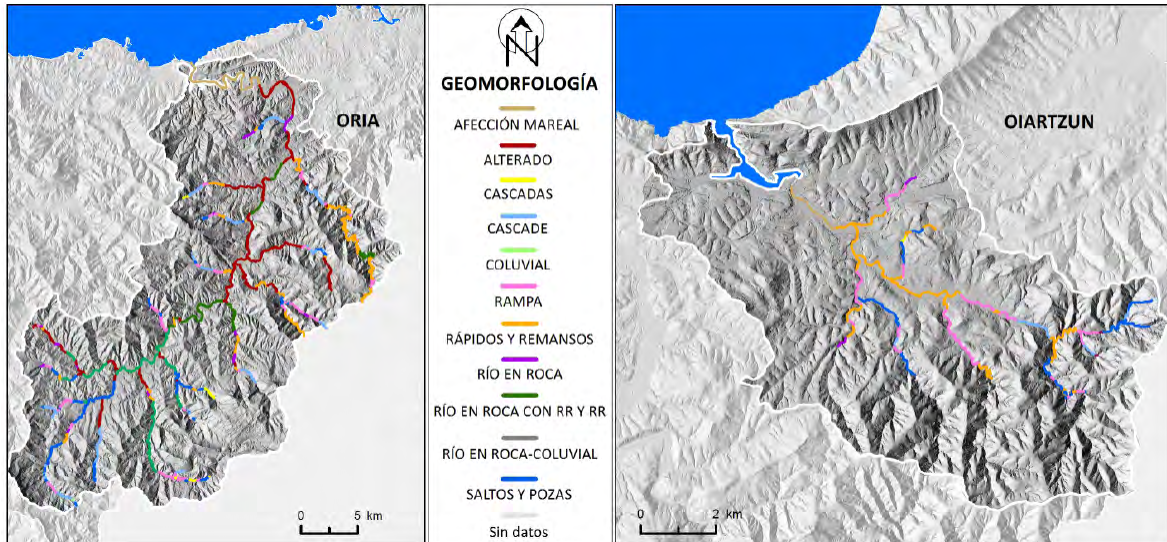 ORIA
0 5 km
N
GEOMORFOLOGÍA
AFECCIÓN MAREAL
ALTERADO
CASCADAS
CASCADE
COLUVIAL
RAMPA
RÁPIDOS Y REMANSOS
RÍO EN ROCA
RÍO EN ROCA CON RR Y RR
RÍO EN ROCA-COLUVIAL
SALTOS Y POZAS
Sin datos
OIARTZUN
0 2 km